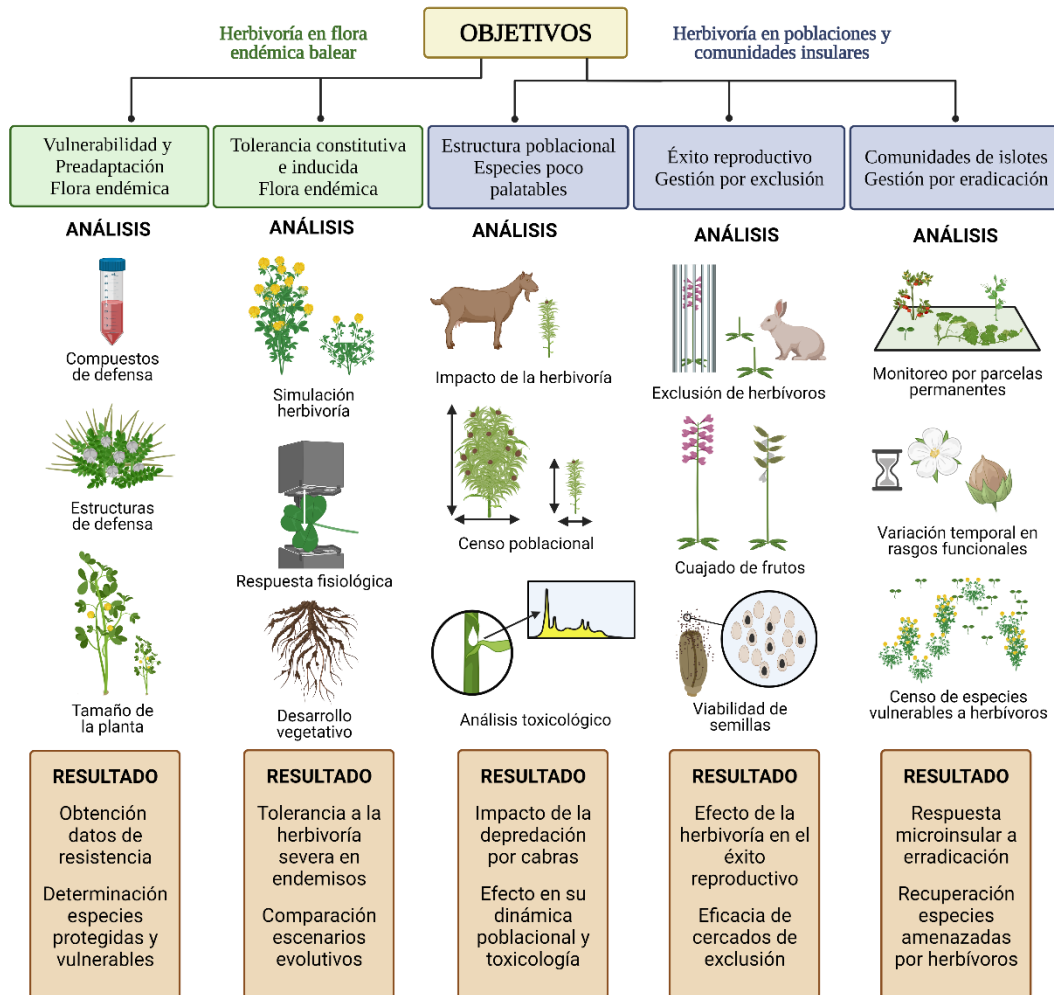 OBJETIVOS
Herbivoría en flora
endémica balear
Herbivoría en poblaciones y
comunidades insulares
Vulnerabilidad y
Preadaptación
Flora endémica
ANÁLISIS
Compuestos
de defensa
Estructuras
de defensa
Tamaño de
la planta
RESULTADO
Obtención
datos de
resistencia
Determinación
especies
protegidas y
vulnerables
Tolerancia constitutiva
e inducida
Flora endémica
ANÁLISIS
Simulación
herbivoría
Respuesta fisiológica
Desarrollo
vegetativo
RESULTADO
Tolerancia a la
herbivoría
severa en
endemisos
Comparación
escenarios
evolutivos
Estructura poblacional
Especies poco
palatables
ANÁLISIS
Impacto de la herbivoría
Censo poblacional
Análisis toxicológico
RESULTADO
Impacto de la
depredación
por cabras
Efecto en su
dinámica
poblacional y
toxicología
Éxito reproductivo
Gestión por exclusión
ANÁLISIS
Exclusión de herbívoros
Cuajado de frutos
Viabilidad de
semillas
RESULTADO
Efecto de la
herbivoría en el
éxito
reproductivo
Eficacia de
cercados de
exclusión
Comunidades de islotes
Gestión por eradicación
ANÁLISIS
Monitoreo por parcelas
permanentes
Variación temporal en
rasgos funcionales
Censo de especies
vulnerables a herbívoros
RESULTADO
Respuesta
microinsular a
erradicación
Recuperación
especies
amenazadas
por herbívoros